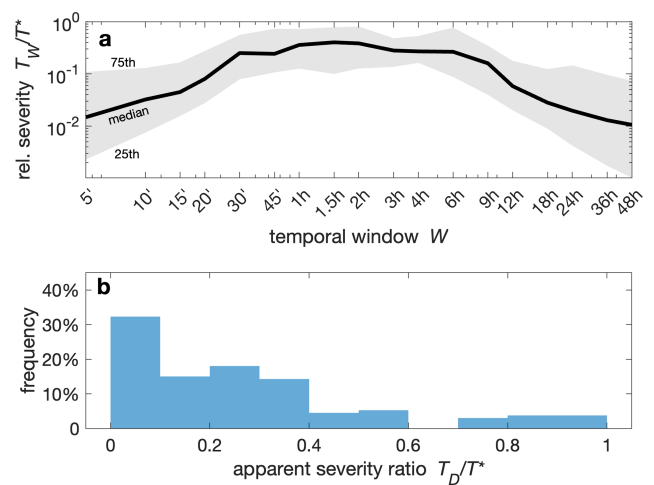 a
rel. severity T_W/T*
10^0
10^-1
10^-2
75th
median
25th
5' 10' 15' 20' 30' 45' 1h 1.5h 2h 3h 4h 6h 9h 12h 18h 24h 36h 48h
temporal window W
b
frequency
40%
30%
20%
10%
0
0 0.2 0.4 0.6 0.8 1
apparent severity ratio T_D/T*